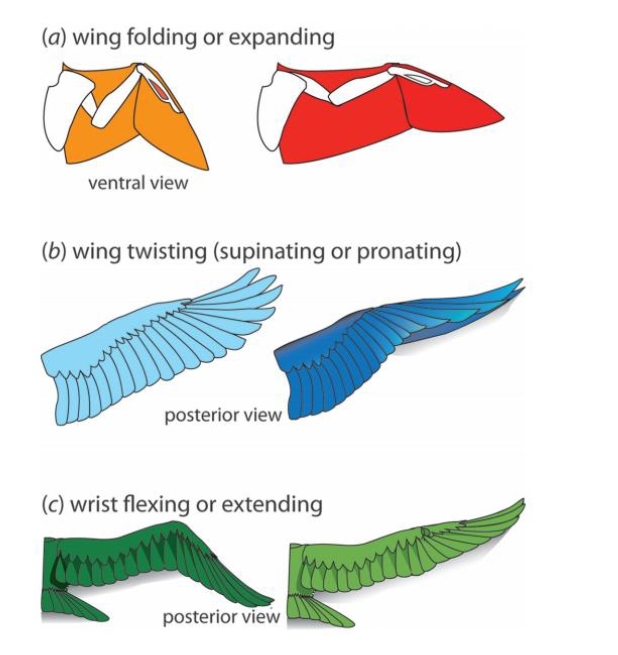 (a) wing folding or expanding
ventral view
(b) wing twisting (supinating or pronating)
posterior view
(c) wrist flexing or extending
posterior view